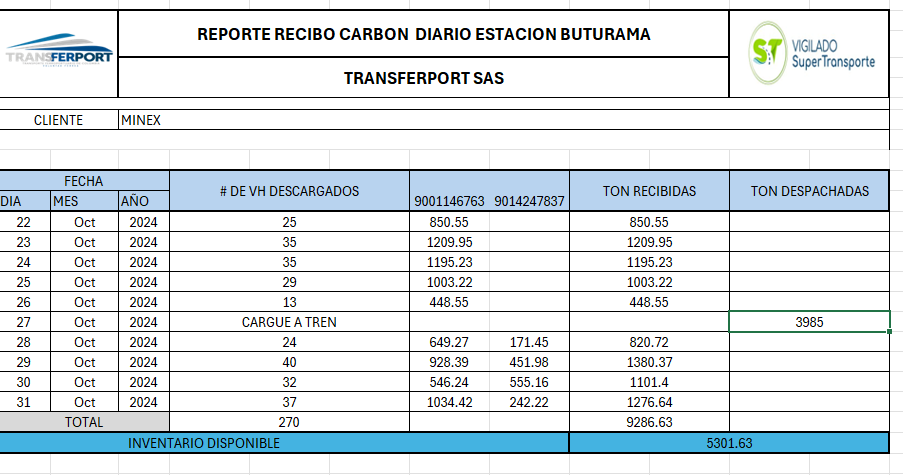 REPORTE RECIBO CARBON DIARIO ESTACION BUTURAMA
TRANSFERPORT
TRANSFERPORT SAS
ST VIGILADO
SuperTransporte
CLIENTE MINEX
FECHA
# DE VH DESCARGADOS TON RECIBIDAS TON DESPACHADAS
DIA MES AÑO 9001146763 9014247837
22 Oct 2024 25 850.55 850.55
23 Oct 2024 35 1209.95 1209.95
24 Oct 2024 35 1195.23 1195.23
25 Oct 2024 29 1003.22 1003.22
26 Oct 2024 13 448.55 448.55
27 Oct 2024 CARGUE A TREN 3985
28 Oct 2024 24 649.27 171.45 820.72
29 Oct 2024 40 928.39 451.98 1380.37
30 Oct 2024 32 546.24 555.16 1101.4
31 Oct 2024 37 1034.42 242.22 1276.64
TOTAL 270 9286.63
INVENTARIO DISPONIBLE 5301.63